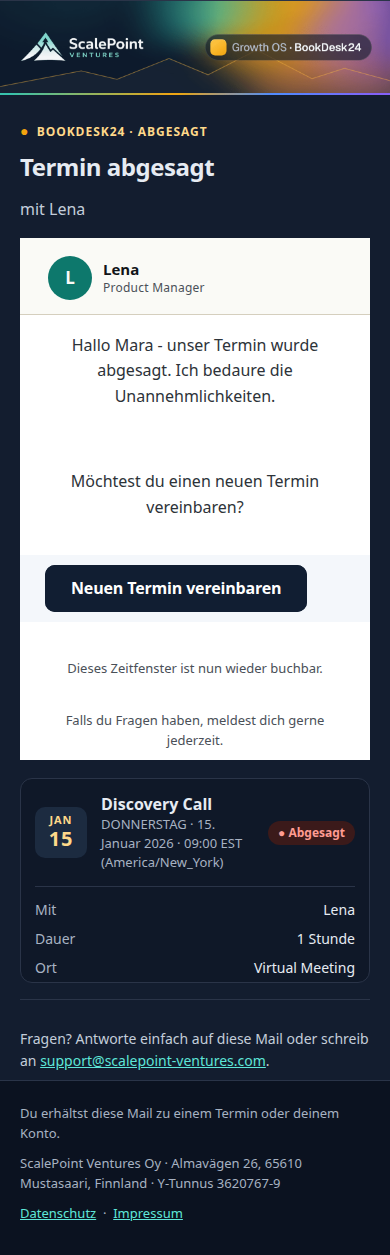 ScalePoint
VENTURES
Growth OS · BookDesk24
BOOKDESK24 · ABGESAGT
Termin abgesagt
mit Lena
L
Lena
Product Manager
Hallo Mara - unser Termin wurde
abgesagt. Ich bedaure die
Unannehmlichkeiten.
Möchtest du einen neuen Termin
vereinbaren?
Neuen Termin vereinbaren
Dieses Zeitfenster ist nun wieder buchbar.
Falls du Fragen haben, meldest dich gerne
jederzeit.
JAN
15
Discovery Call
DONNERSTAG · 15.
Januar 2026 · 09:00 EST
(America/New_York)
Abgesagt
Mit Lena
Dauer 1 Stunde
Ort Virtual Meeting
Fragen? Antworte einfach auf diese Mail oder schreib
an support@scalepoint-ventures.com.
Du erhältst diese Mail zu einem Termin oder deinem
Konto.
ScalePoint Ventures Oy · Almavägen 26, 65610
Mustasaari, Finnland · Y-Tunnus 3620767-9
Datenschutz · Impressum